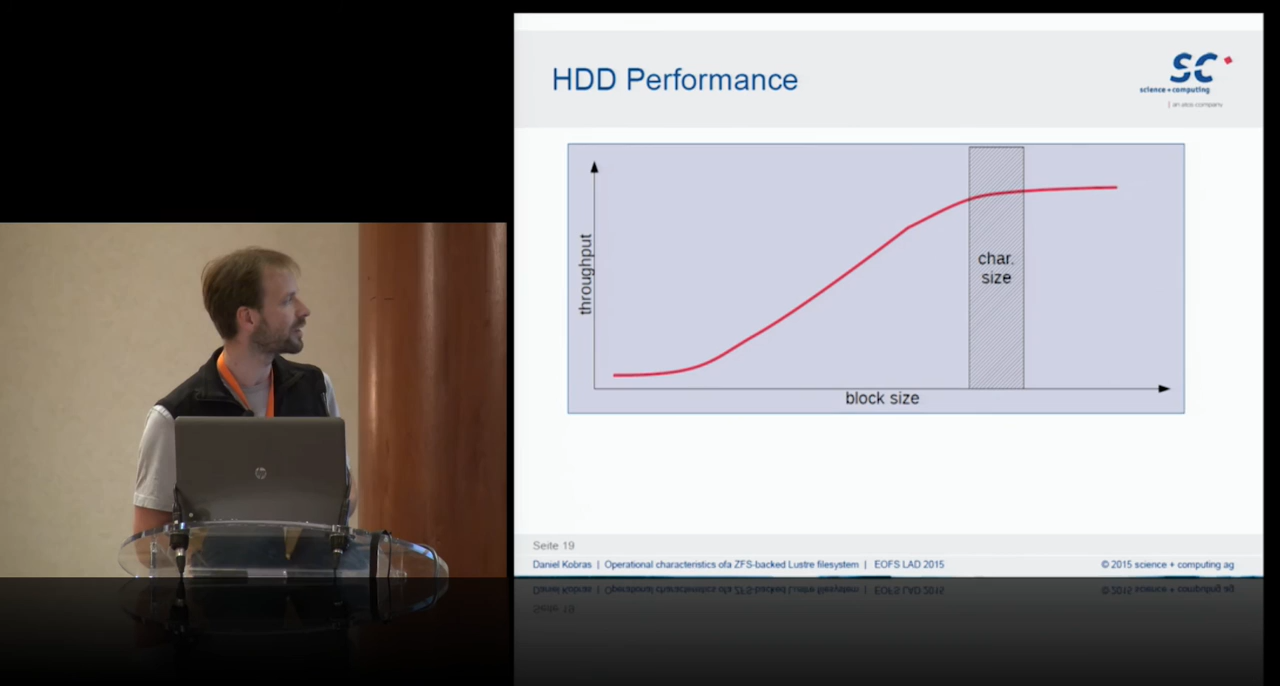 HDD Performance
SC
science + computing
| an atos company
throughput
char.
size
block size
Seite 19
Daniel Kobras | Operational characteristics ofa ZFS-backed Lustre filesystem | EOFS LAD 2015
© 2015 science + computing ag
hp